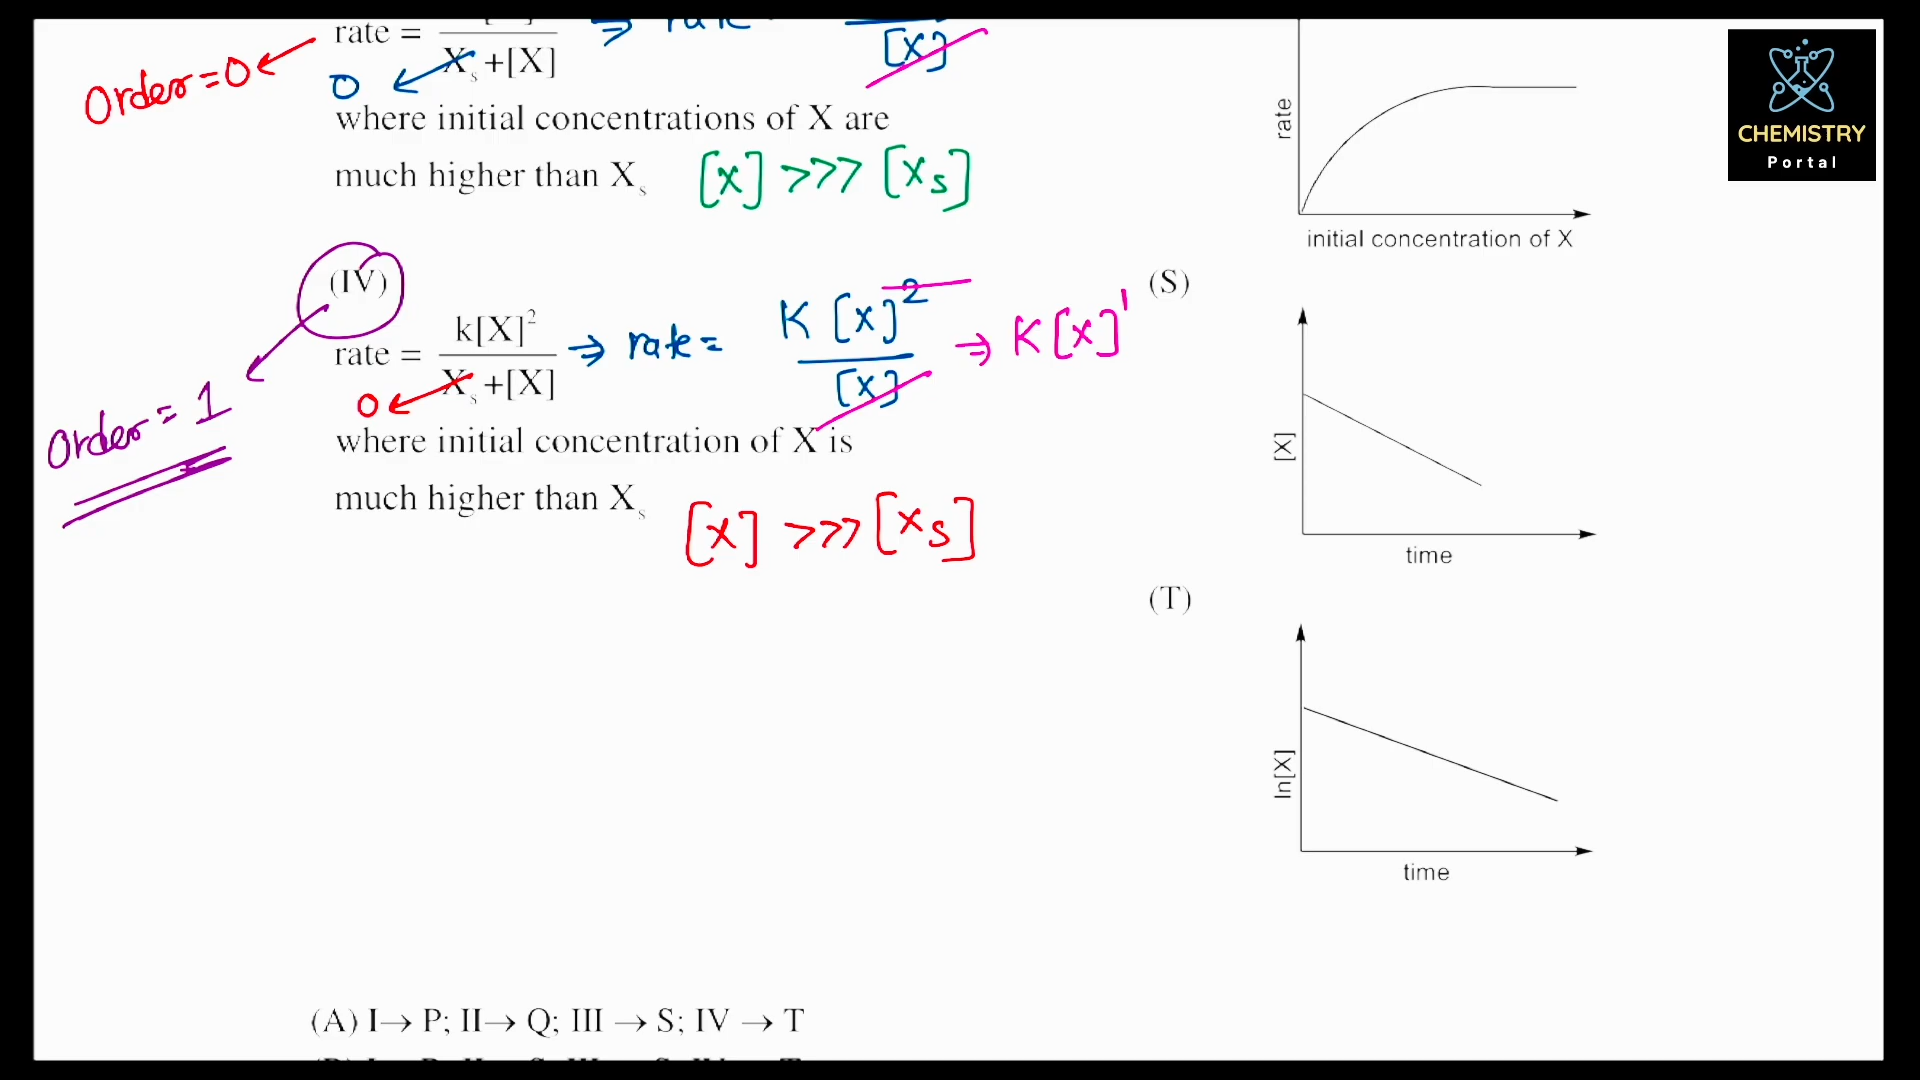 rate = ⇒ rate
[X]
Order=0
X_s +[X]
0
where initial concentrations of X are
much higher than X_s [X] >>> [X_s]
(IV)
rate = k[X]^2 / X_s +[X] ⇒ rate = K [X]^2 / [X] ⇒ K[X]^1
0
Order= 1
where initial concentration of X is
much higher than X_s
[X] >>> [X_s]
(A) I→ P; II→ Q; III → S; IV → T
rate
initial concentration of X
(S)
[X]
time
(T)
ln[X]
time
CHEMISTRY
Portal